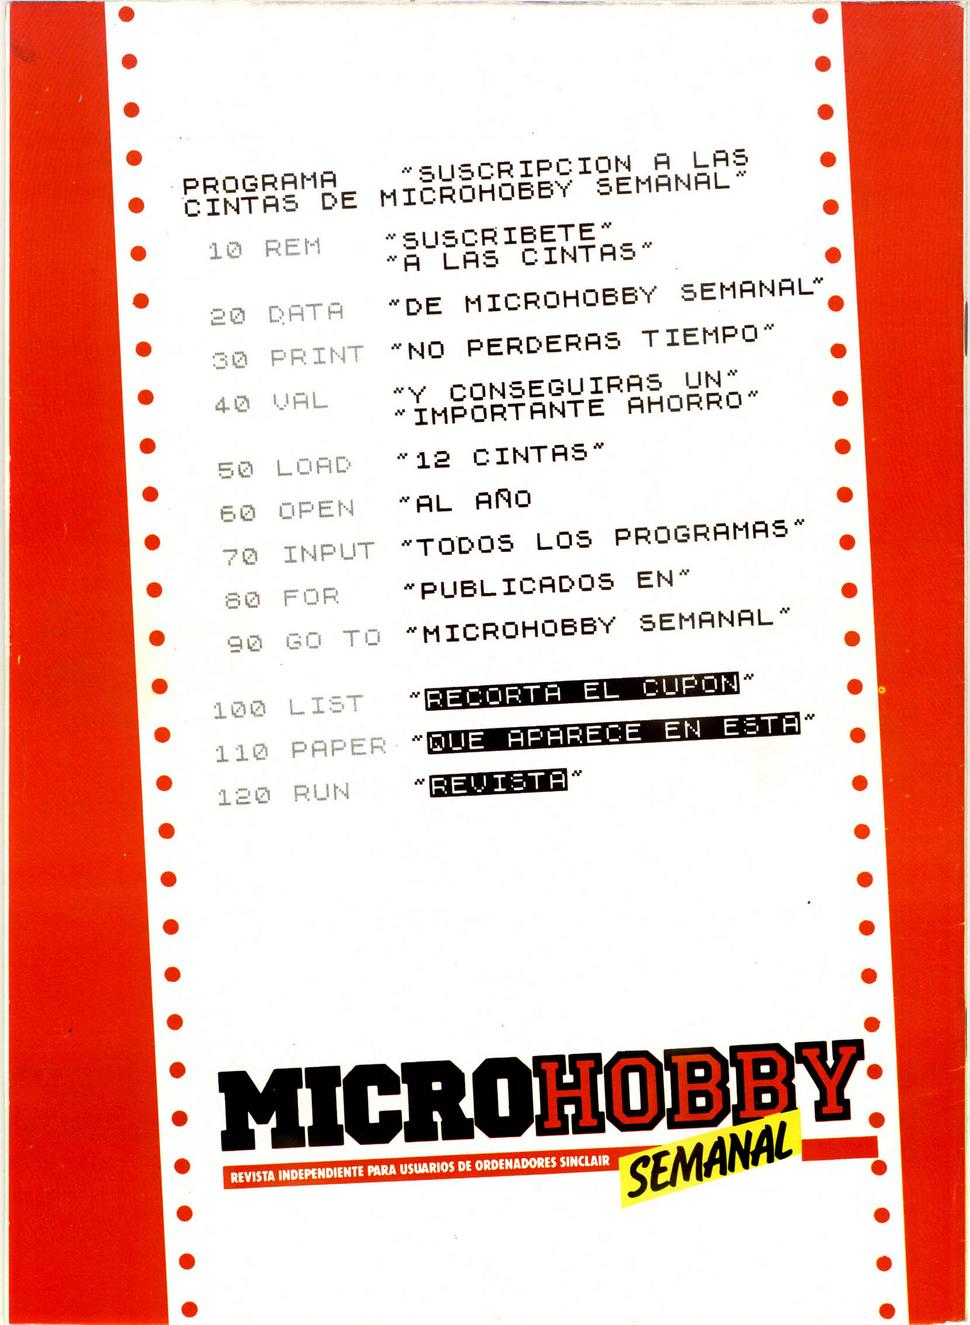 PROGRAMA "SUSCRIPCION A LAS
CINTAS DE MICROHOBBY SEMANAL"
10 REM "SUSCRIBETE"
"A LAS CINTAS"
20 DATA "DE MICROHOBBY SEMANAL"
30 PRINT "NO PERDERAS TIEMPO"
40 VAL "Y CONSEGUIRAS UN"
"IMPORTANTE AHORRO"
50 LOAD "12 CINTAS"
60 OPEN "AL AÑO
70 INPUT "TODOS LOS PROGRAMAS"
80 FOR "PUBLICADOS EN"
90 GO TO "MICROHOBBY SEMANAL"
100 LIST "RECORTA EL CUPON"
110 PAPER "QUE APARECE EN ESTA"
120 RUN "REVISTA"
MICROHOBBY
REVISTA INDEPENDIENTE PARA USUARIOS DE ORDENADORES SINCLAIR
SEMANAL